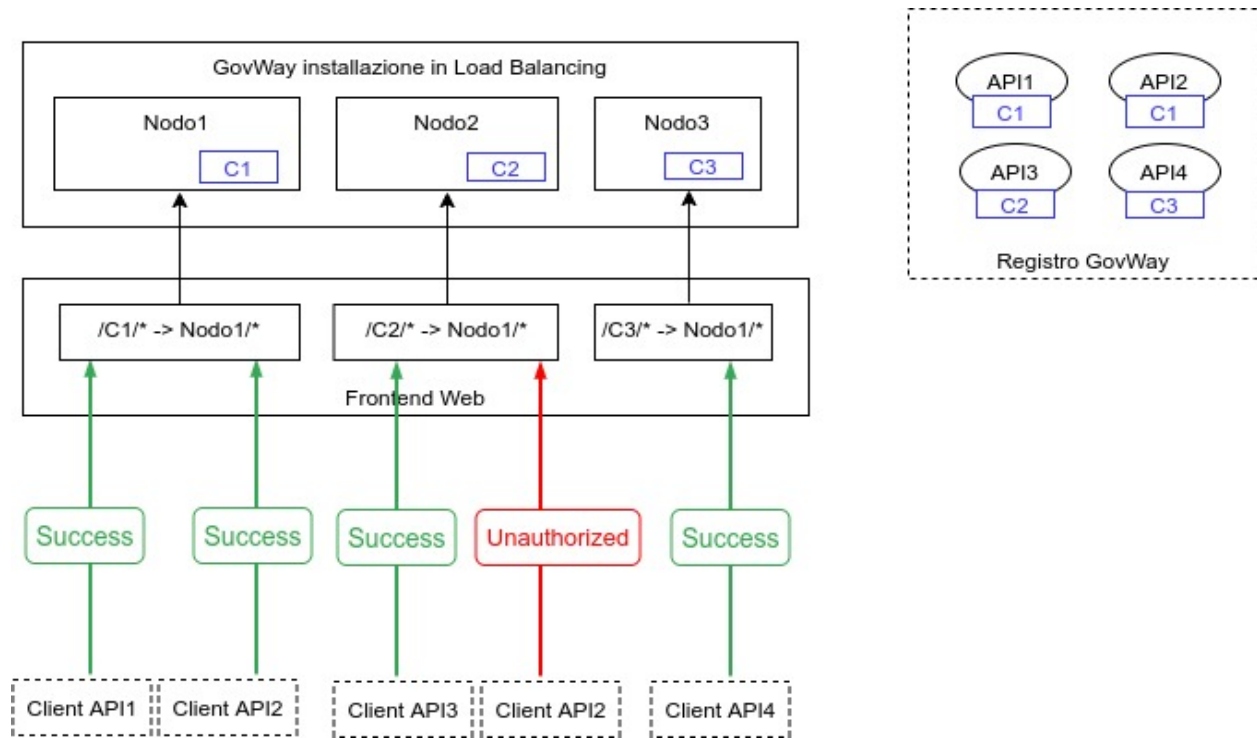 GovWay installazione in Load Balancing
Nodo1
C1
Nodo2
C2
Nodo3
C3
/C1/* -> Nodo1/*
/C2/* -> Nodo1/*
/C3/* -> Nodo1/*
Frontend Web
Success
Success
Success
Unauthorized
Success
Client API1
Client API2
Client API3
Client API2
Client API4
API1
C1
API2
C1
API3
C2
API4
C3
Registro GovWay